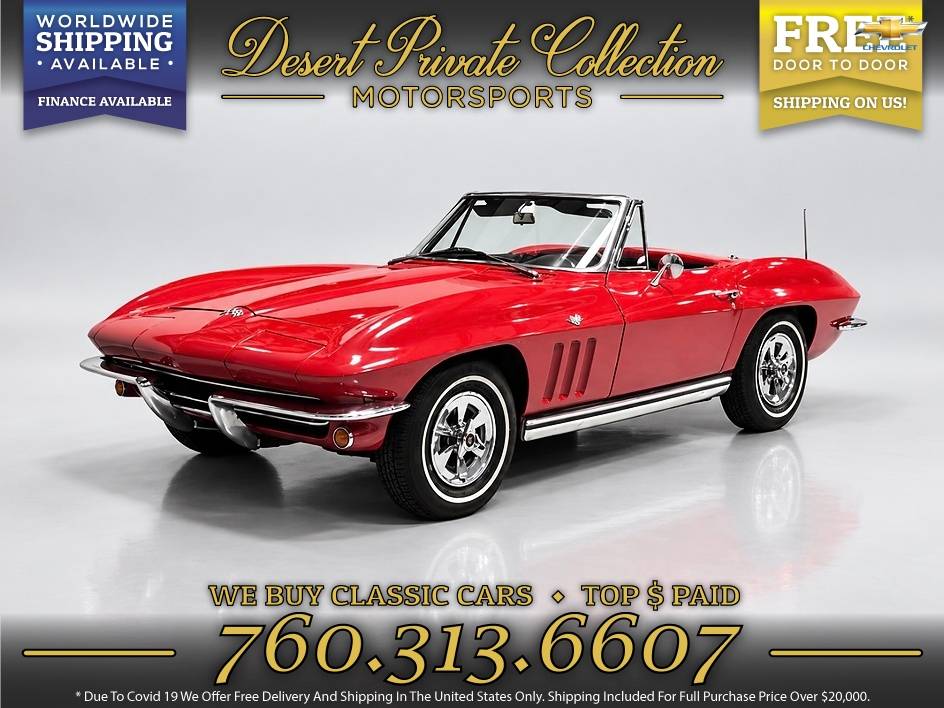 WORLDWIDE
SHIPPING
• AVAILABLE •
FINANCE AVAILABLE
Desert Private Collection
MOTORSPORTS
FREE*
CHEVROLET
DOOR TO DOOR
SHIPPING ON US!
WE BUY CLASSIC CARS ⬩ TOP $ PAID
760.313.6607
* Due To Covid 19 We Offer Free Delivery And Shipping In The United States Only. Shipping Included For Full Purchase Price Over $20,000.